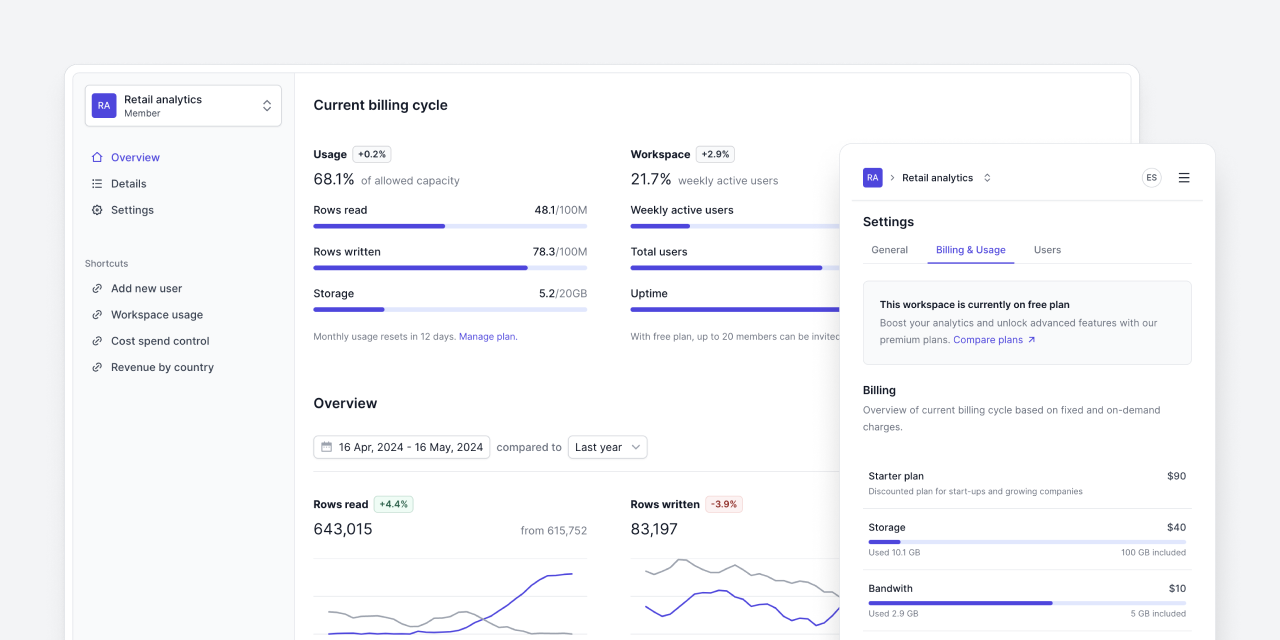 RA
Retail analytics
Member
Overview
Details
Settings
Shortcuts
Add new user
Workspace usage
Cost spend control
Revenue by country
Current billing cycle
Usage +0.2%
68.1% of allowed capacity
Rows read 48.1/100M
Rows written 78.3/100M
Storage 5.2/20GB
Monthly usage resets in 12 days. Manage plan.
Workspace +2.9%
21.7% weekly active users
Weekly active users
Total users
Uptime
With free plan, up to 20 members can be invited
Overview
16 Apr, 2024 - 16 May, 2024 compared to Last year
Rows read +4.4%
643,015 from 615,752
Rows written -3.9%
83,197
RA Retail analytics ES
Settings
General Billing & Usage Users
This workspace is currently on free plan
Boost your analytics and unlock advanced features with our
premium plans. Compare plans
Billing
Overview of current billing cycle based on fixed and on-demand
charges.
Starter plan $90
Discounted plan for start-ups and growing companies
Storage $40
Used 10.1 GB 100 GB included
Bandwith $10
Used 2.9 GB 5 GB included